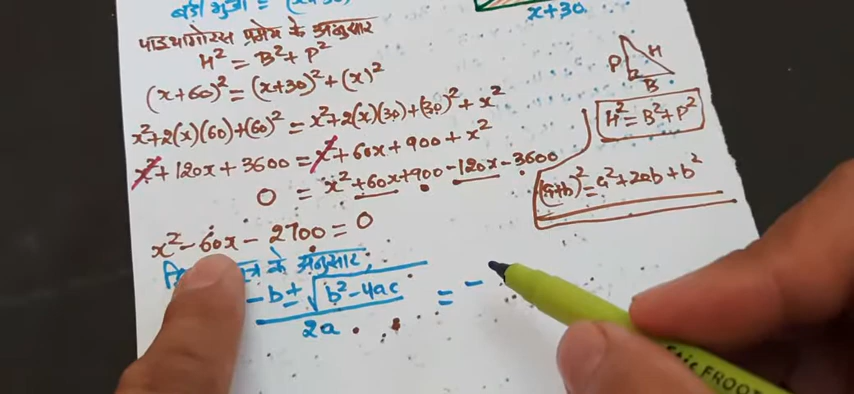 बड़ी भुजा = (x+30)
x+30
पाइथागोरस प्रमेय के अनुसार
H² = B² + P²
(x+60)² = (x+30)² + (x)²
x²+2(x)(60)+(60)² = x²+2(x)(30)+(30)²+x²
x²+120x+3600 = x²+60x+900+x²
0 = x²+60x+900-120x-3600
x²-60x-2700 = 0
सूत्र के अनुसार,
-b±√b²-4ac = -
2a
P H
B
H² = B²+P²
(a+b)² = a²+2ab+b²